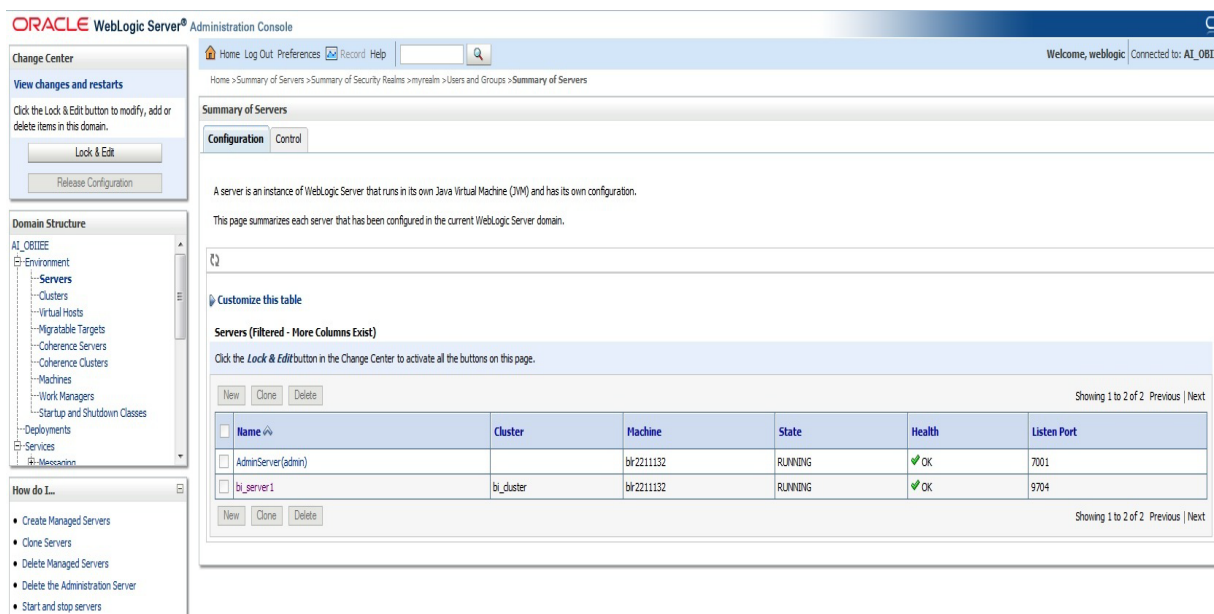 ORACLE WebLogic Server® Administration Console
Change Center
View changes and restarts
Click the Lock & Edit button to modify, add or
delete items in this domain.
Lock & Edit
Release Configuration
Domain Structure
AI_OBIIEE
Environment
Servers
Clusters
Virtual Hosts
Migratable Targets
Coherence Servers
Coherence Clusters
Machines
Work Managers
Startup and Shutdown Classes
Deployments
Services
Messaging
How do I...
Create Managed Servers
Clone Servers
Delete Managed Servers
Delete the Administration Server
Start and stop servers
Home Log Out Preferences Record Help
Welcome, weblogic Connected to: AI_OBI
Home >Summary of Servers >Summary of Security Realms >myrealm >Users and Groups >Summary of Servers
Summary of Servers
Configuration Control
A server is an instance of WebLogic Server that runs in its own Java Virtual Machine (JVM) and has its own configuration.
This page summarizes each server that has been configured in the current WebLogic Server domain.
Customize this table
Servers (Filtered - More Columns Exist)
Click the Lock & Edit button in the Change Center to activate all the buttons on this page.
New Clone Delete Showing 1 to 2 of 2 Previous | Next
Name Cluster Machine State Health Listen Port
AdminServer(admin) blr2211132 RUNNING OK 7001
bi_server1 bi_cluster blr2211132 RUNNING OK 9704
New Clone Delete Showing 1 to 2 of 2 Previous | Next